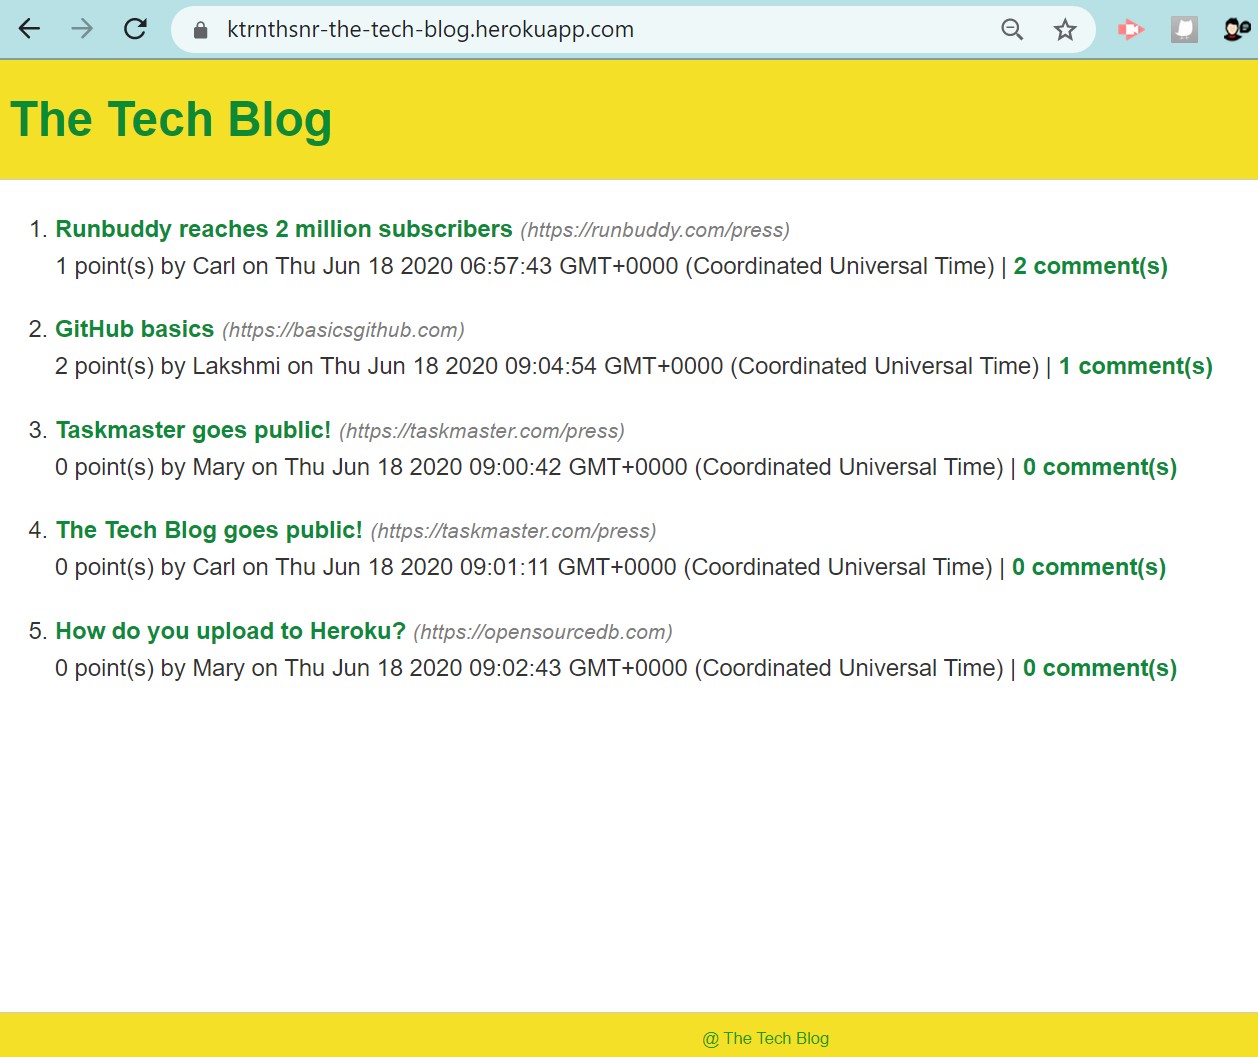 ktrnthsnr-the-tech-blog.herokuapp.com
The Tech Blog
1. Runbuddy reaches 2 million subscribers (https://runbuddy.com/press)
1 point(s) by Carl on Thu Jun 18 2020 06:57:43 GMT+0000 (Coordinated Universal Time) | 2 comment(s)
2. GitHub basics (https://basicsgithub.com)
2 point(s) by Lakshmi on Thu Jun 18 2020 09:04:54 GMT+0000 (Coordinated Universal Time) | 1 comment(s)
3. Taskmaster goes public! (https://taskmaster.com/press)
0 point(s) by Mary on Thu Jun 18 2020 09:00:42 GMT+0000 (Coordinated Universal Time) | 0 comment(s)
4. The Tech Blog goes public! (https://taskmaster.com/press)
0 point(s) by Carl on Thu Jun 18 2020 09:01:11 GMT+0000 (Coordinated Universal Time) | 0 comment(s)
5. How do you upload to Heroku? (https://opensourcedb.com)
0 point(s) by Mary on Thu Jun 18 2020 09:02:43 GMT+0000 (Coordinated Universal Time) | 0 comment(s)
@ The Tech Blog